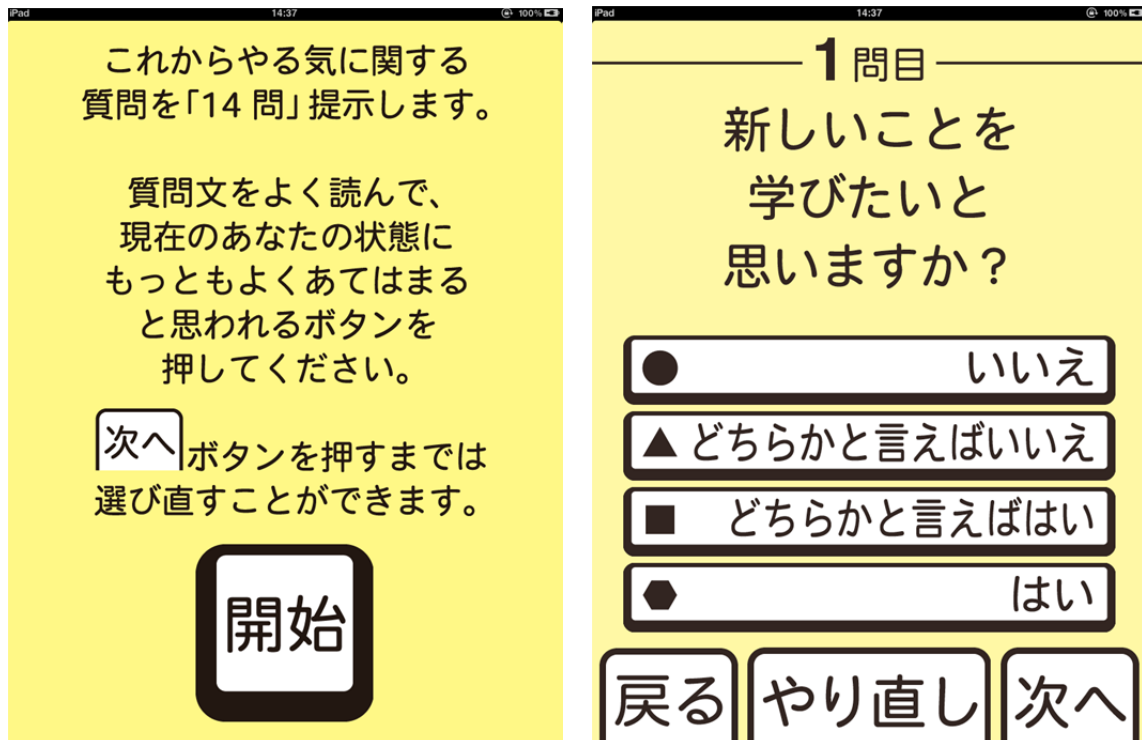 iPad 14:37 100%
これからやる気に関する
質問を「14 問」提示します。
質問文をよく読んで、
現在のあなたの状態に
もっともよくあてはまる
と思われるボタンを
押してください。
次へ ボタンを押すまでは
選び直すことができます。
開始
iPad 14:37 100%
1 問目
新しいことを
学びたいと
思いますか？
● いいえ
▲ どちらかと言えばいいえ
■ どちらかと言えばはい
⬣ はい
戻る やり直し 次へ